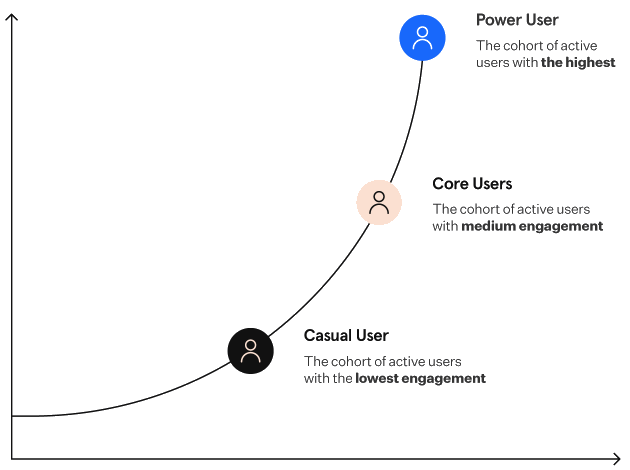 Power User
The cohort of active
users with the highest
Core Users
The cohort of active users
with medium engagement
Casual User
The cohort of active users
with the lowest engagement